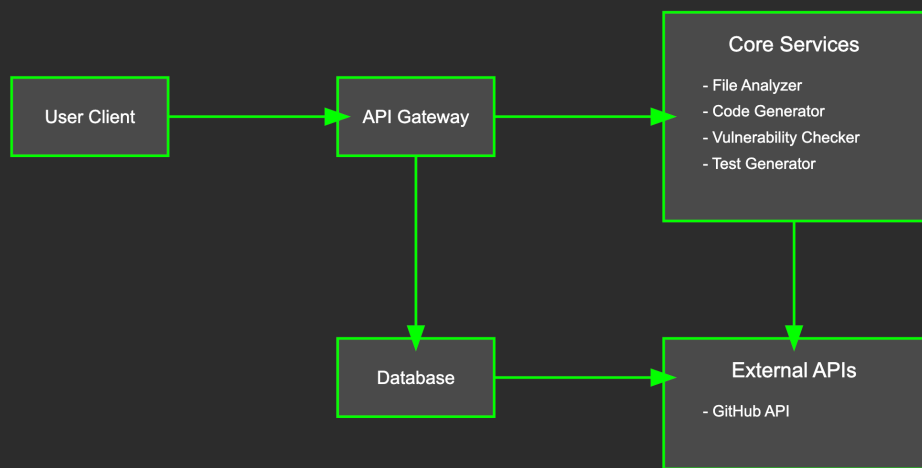 User Client
API Gateway
Core Services
- File Analyzer
- Code Generator
- Vulnerability Checker
- Test Generator
Database
External APIs
- GitHub API